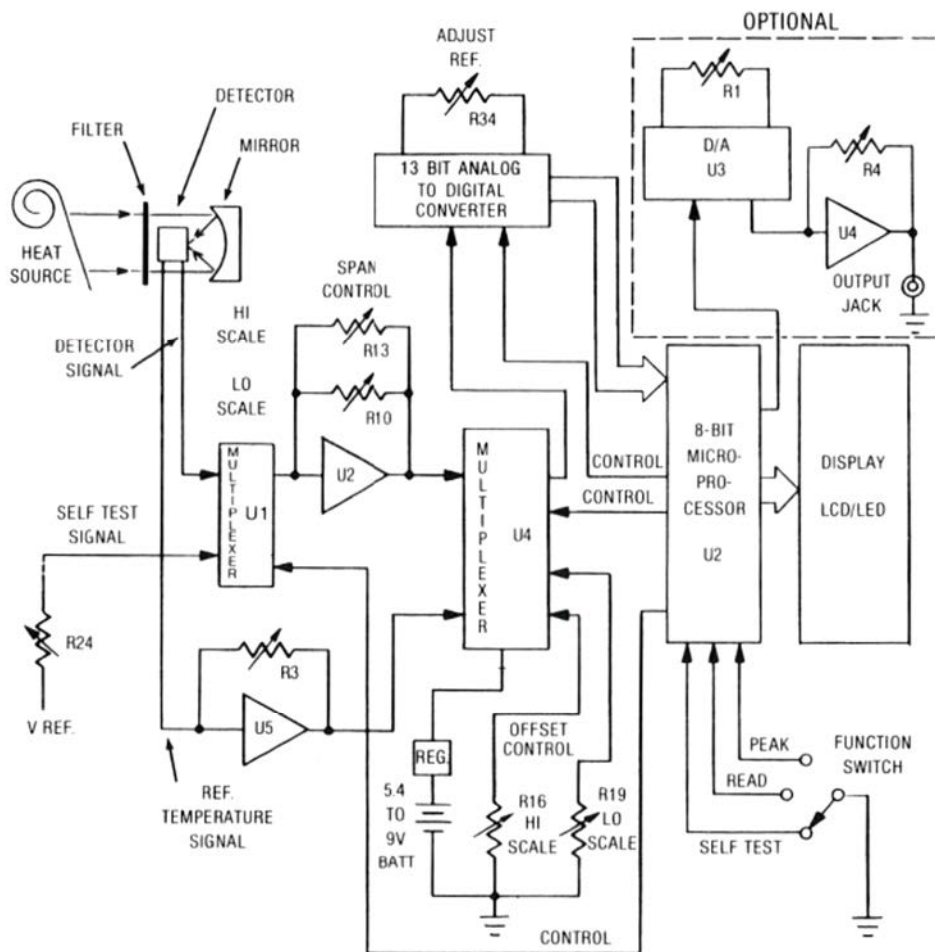 OPTIONAL
ADJUST
REF.
R34
R1
D/A
U3
R4
U4
OUTPUT
JACK
DETECTOR
FILTER
MIRROR
HEAT
SOURCE
13 BIT ANALOG
TO DIGITAL
CONVERTER
SPAN
CONTROL
HI
SCALE
R13
DETECTOR
SIGNAL
LO
SCALE
R10
MULTIPLEXER
U1
U2
MULTIPLEXER
U4
CONTROL
CONTROL
8-BIT
MICRO-
PRO-
CESSOR
U2
DISPLAY
LCD/LED
SELF TEST
SIGNAL
R24
V REF.
R3
U5
REF.
TEMPERATURE
SIGNAL
REG.
5.4
TO
9V
BATT
OFFSET
CONTROL
R16
HI
SCALE
R19
LO
SCALE
PEAK
READ
SELF TEST
FUNCTION
SWITCH
CONTROL